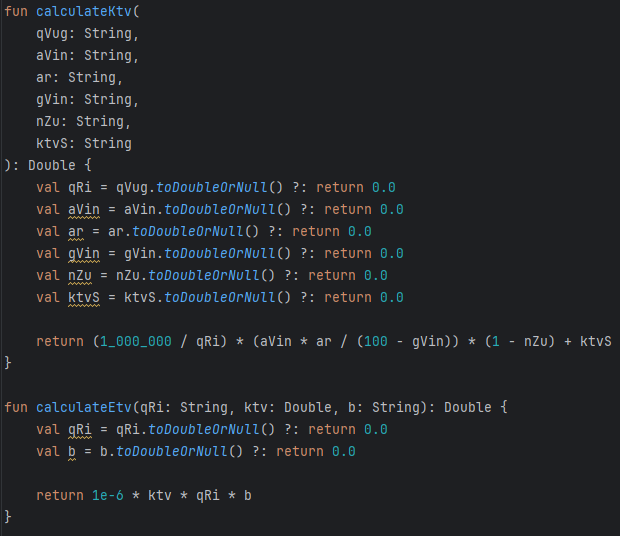 fun calculateKtv(
    qVug: String,
    aVin: String,
    ar: String,
    gVin: String,
    nZu: String,
    ktvS: String
): Double {
    val qRi = qVug.toDoubleOrNull() ?: return 0.0
    val aVin = aVin.toDoubleOrNull() ?: return 0.0
    val ar = ar.toDoubleOrNull() ?: return 0.0
    val gVin = gVin.toDoubleOrNull() ?: return 0.0
    val nZu = nZu.toDoubleOrNull() ?: return 0.0
    val ktvS = ktvS.toDoubleOrNull() ?: return 0.0

    return (1_000_000 / qRi) * (aVin * ar / (100 - gVin)) * (1 - nZu) + ktvS
}

fun calculateEtv(qRi: String, ktv: Double, b: String): Double {
    val qRi = qRi.toDoubleOrNull() ?: return 0.0
    val b = b.toDoubleOrNull() ?: return 0.0

    return 1e-6 * ktv * qRi * b
}